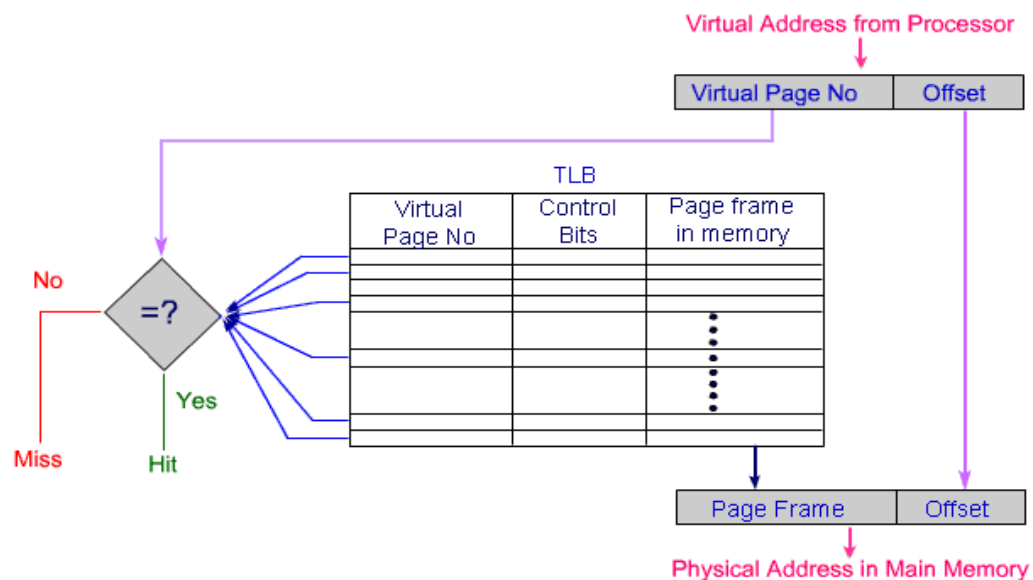 Virtual Address from Processor
Virtual Page No
Offset
TLB
Virtual
Page No
Control
Bits
Page frame
in memory
No
=?
Yes
Miss
Hit
Page Frame
Offset
Physical Address in Main Memory